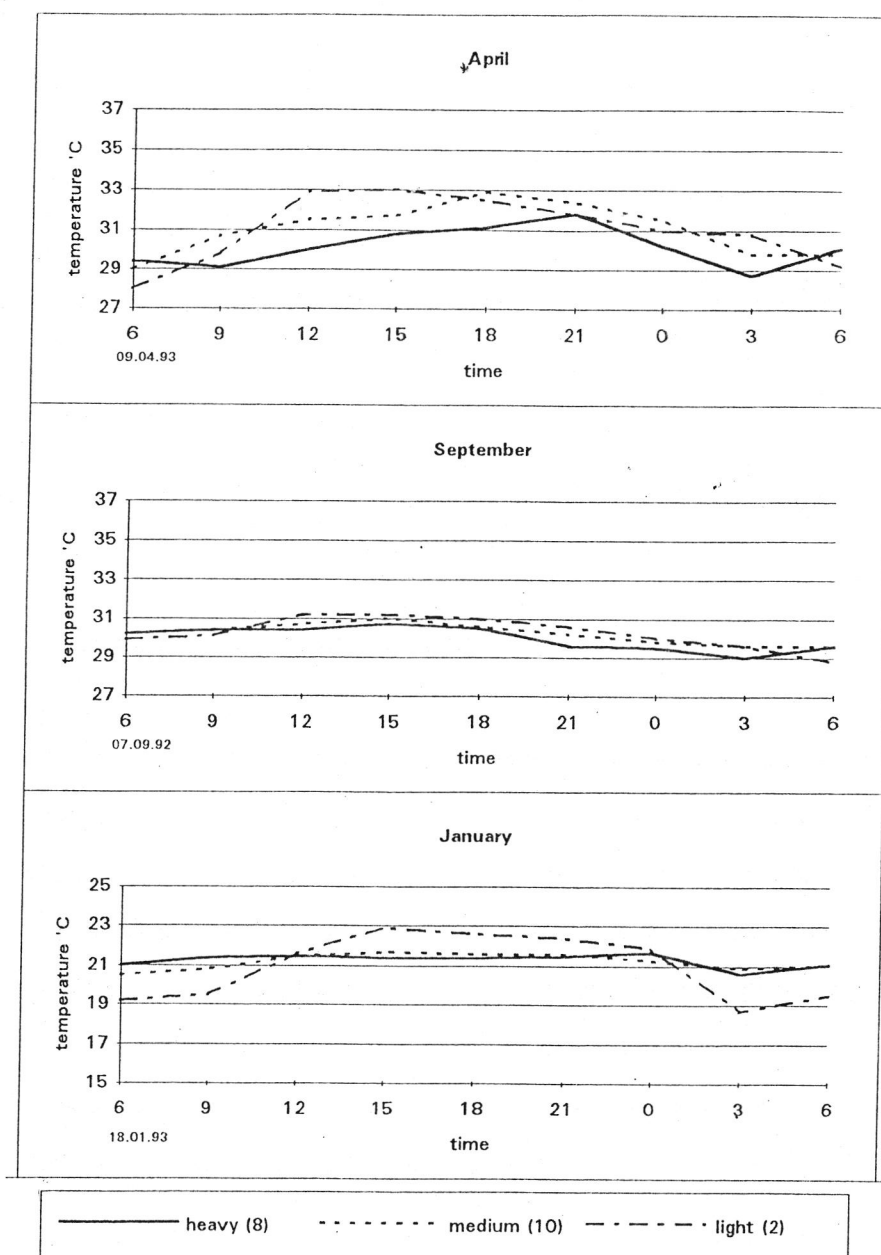 April
37
35
33
31
29
27
temperature 'C
6 9 12 15 18 21 0 3 6
09.04.93
time
September
37
35
33
31
29
27
temperature 'C
6 9 12 15 18 21 0 3 6
07.09.92
time
January
25
23
21
19
17
15
temperature 'C
6 9 12 15 18 21 0 3 6
18.01.93
time
heavy (8) medium (10) light (2)